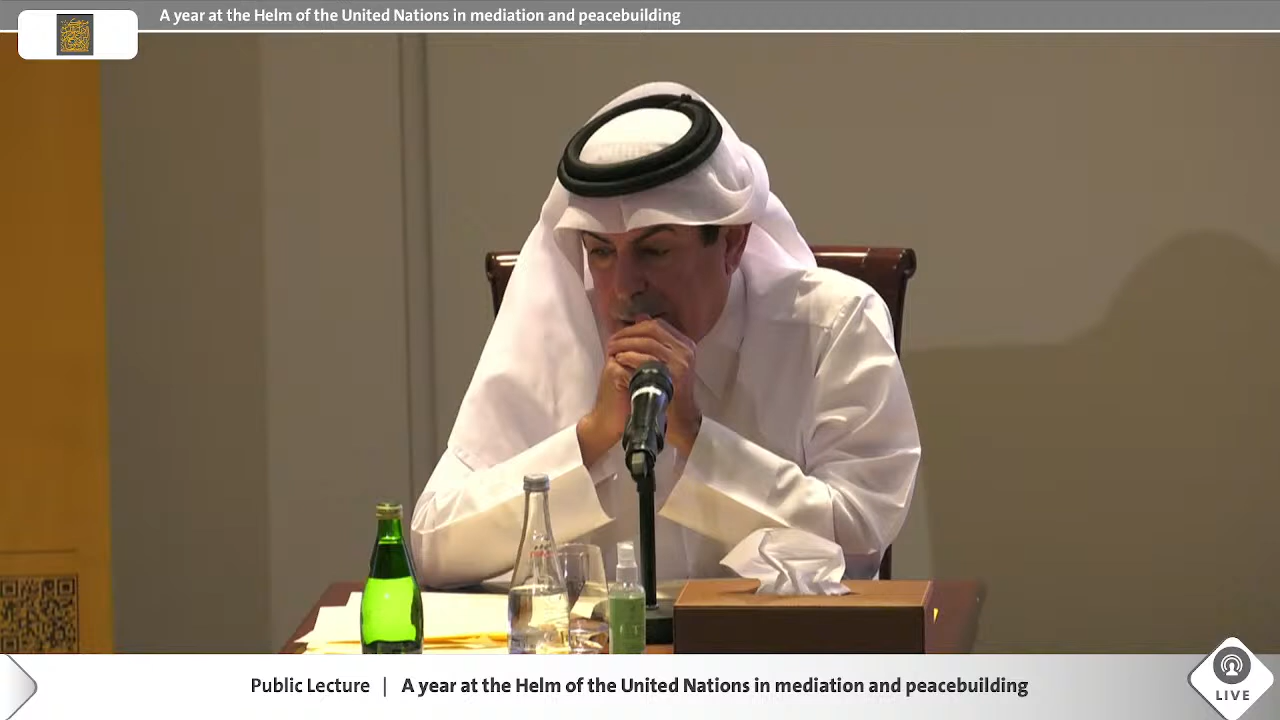 A year at the Helm of the United Nations in mediation and peacebuilding
Public Lecture | A year at the Helm of the United Nations in mediation and peacebuilding
LIVE